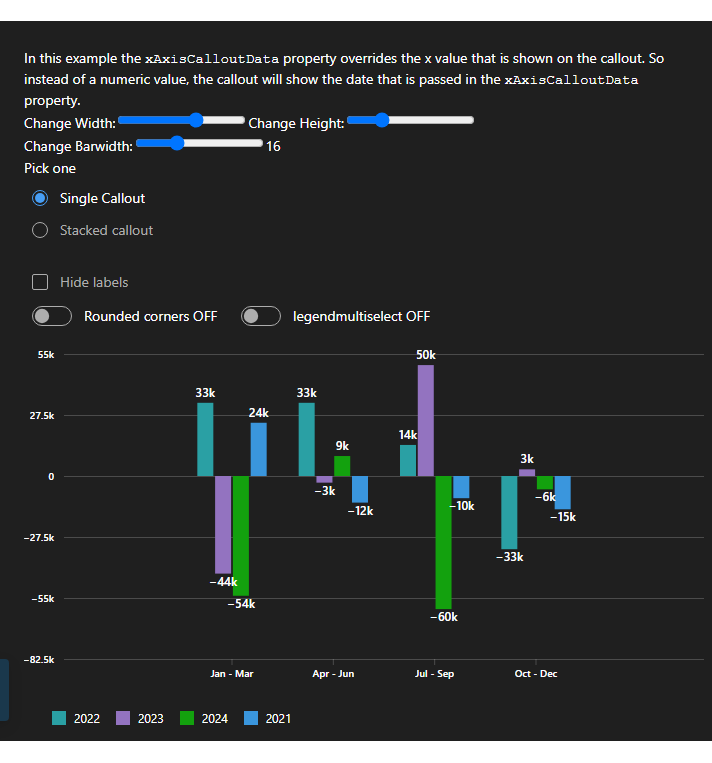 In this example the xAxisCalloutData property overrides the x value that is shown on the callout. So
instead of a numeric value, the callout will show the date that is passed in the xAxisCalloutData
property.
Change Width: Change Height:
Change Barwidth: 16
Pick one
Single Callout
Stacked callout
Hide labels
Rounded corners OFF legendmultiselect OFF
55k
50k
33k 33k
24k
27.5k
14k
9k
3k
0
−3k
−6k
−10k
−12k
−15k
−27.5k
−33k
−44k
−54k
−55k
−60k
−82.5k
Jan - Mar Apr - Jun Jul - Sep Oct - Dec
2022 2023 2024 2021